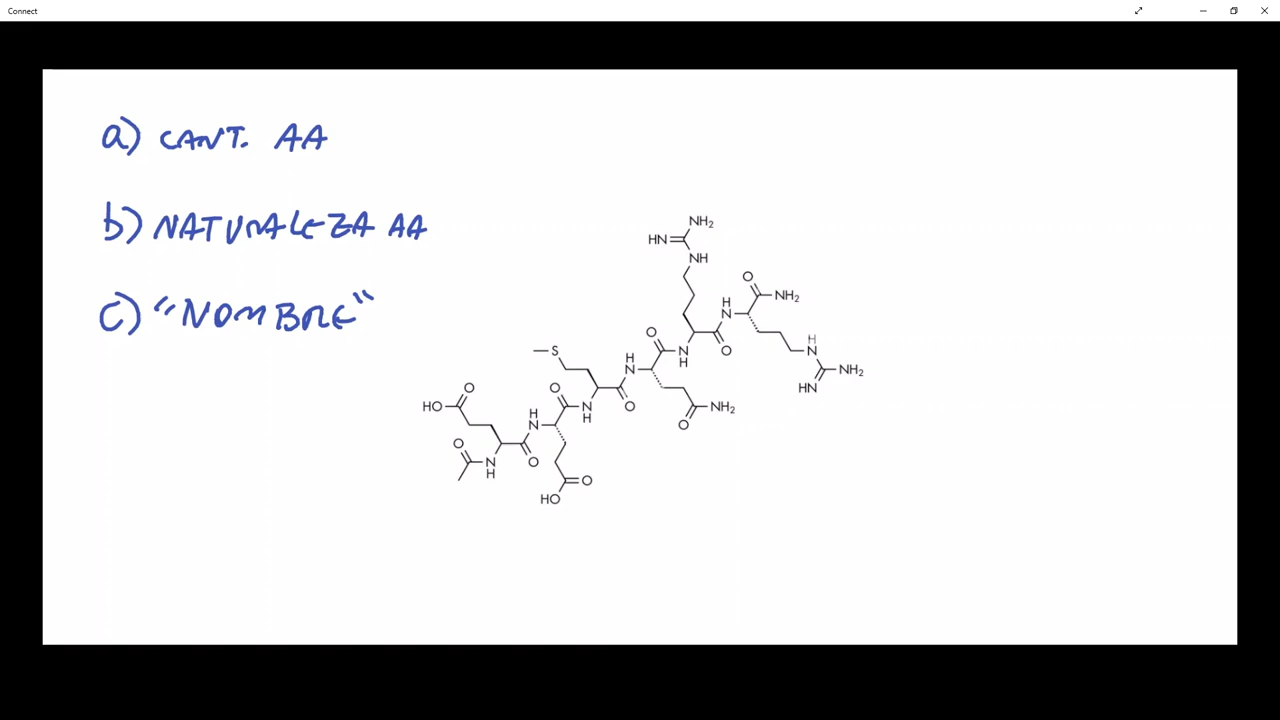 Connect
a) CANT. AA
b) NATURALEZA AA
c) "NOMBRE"
NH₂
HN
NH
O
NH₂
H
N
O
N
H
O
H
N
NH₂
HN
S
H
N
O
O
N
H
O
NH₂
O
HO
O
H
N
O
O
N
H
O
HO
O